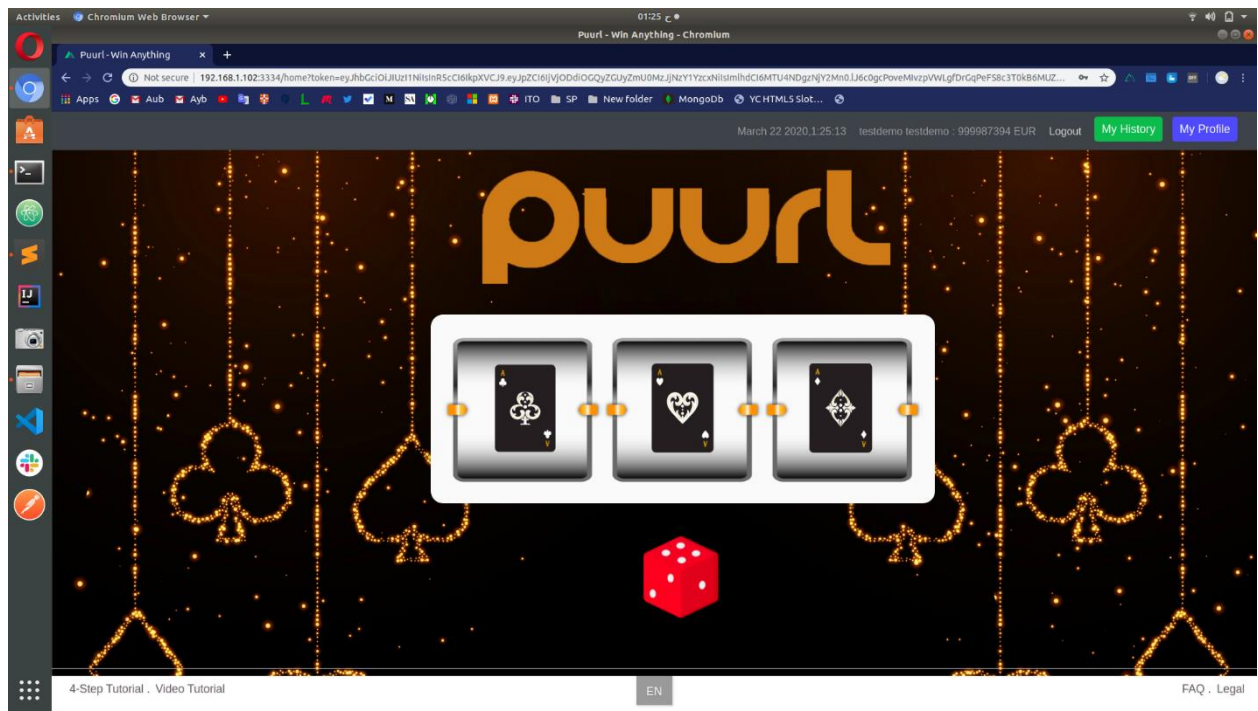 Activities Chromium Web Browser 01:25 ح
Puurl - Win Anything - Chromium
Puurl - Win Anything
Not secure 192.168.1.102:3334/home?token=
Apps Aub Ayb ITO SP New folder MongoDb YC HTML5 Slot...
March 22 2020,1:25:13 testdemo testdemo : 999987394 EUR Logout My History My Profile
puurl
A A A
A A A
4-Step Tutorial . Video Tutorial EN FAQ . Legal